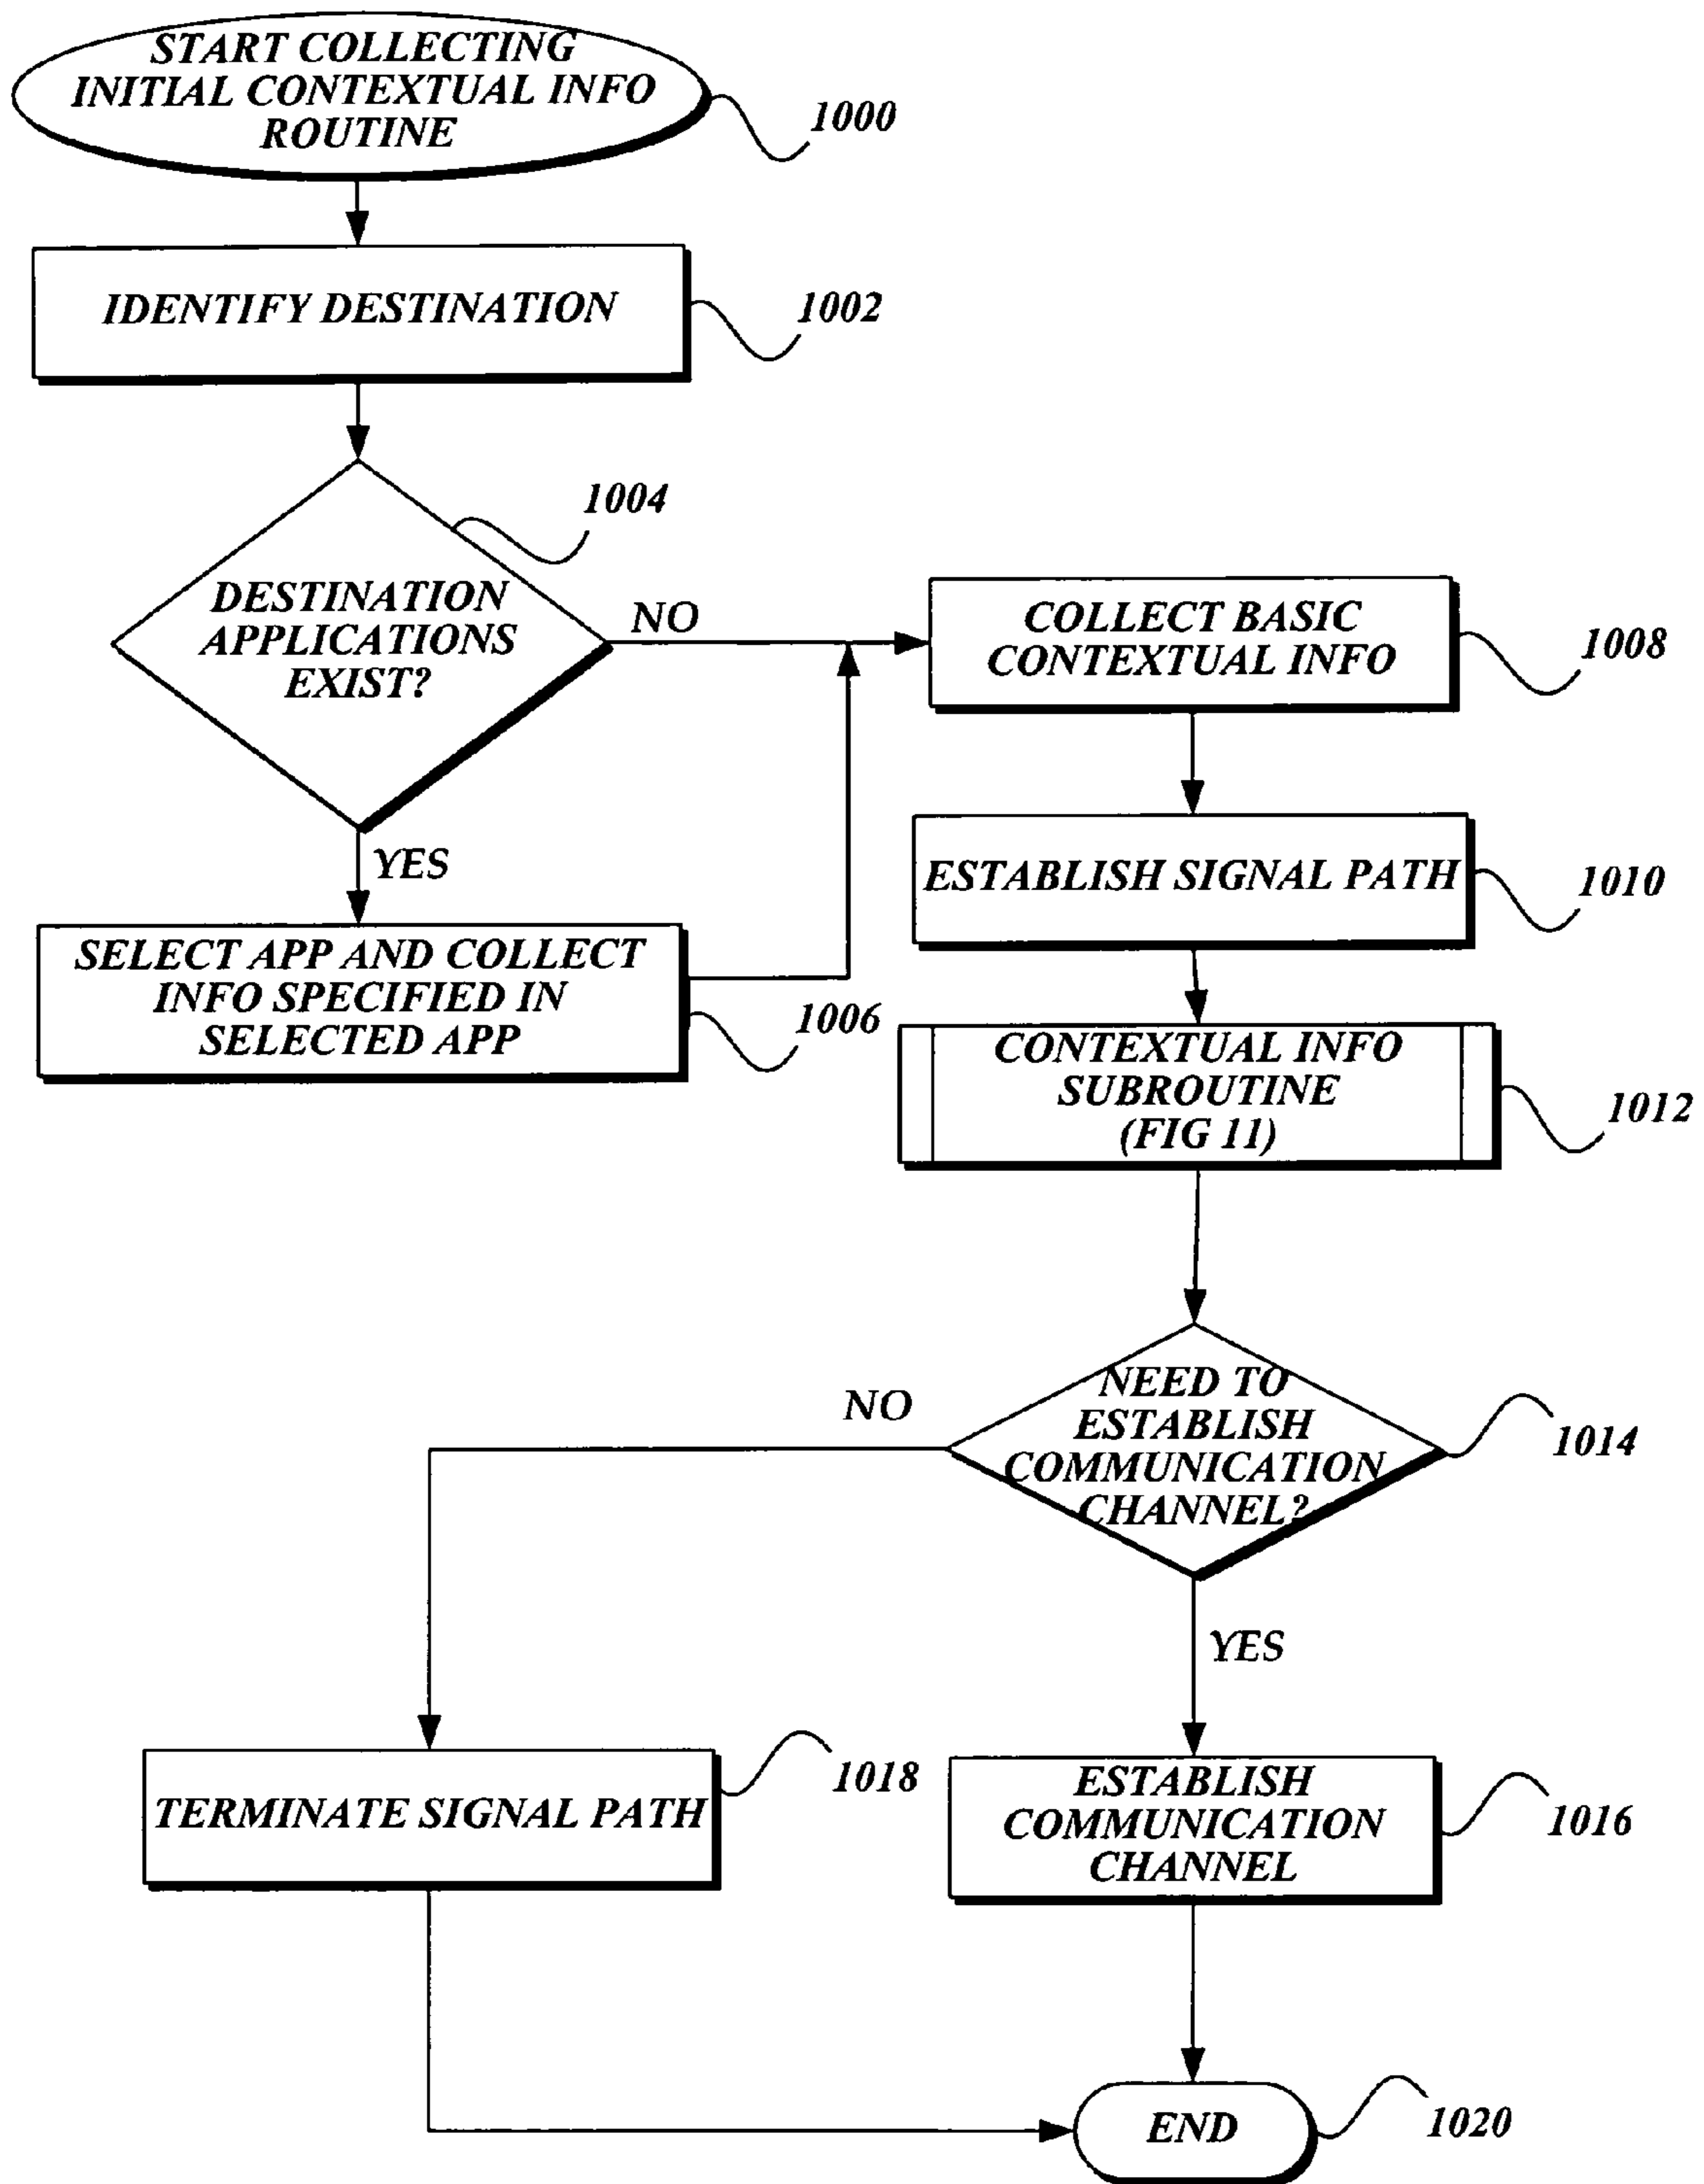 START COLLECTING
INITIAL CONTEXTUAL INFO
ROUTINE
1000
IDENTIFY DESTINATION
1002
1004
DESTINATION
APPLICATIONS
EXIST?
NO
YES
SELECT APP AND COLLECT
INFO SPECIFIED IN
SELECTED APP
1006
COLLECT BASIC
CONTEXTUAL INFO
1008
ESTABLISH SIGNAL PATH
1010
CONTEXTUAL INFO
SUBROUTINE
(FIG 11)
1012
NEED TO
ESTABLISH
COMMUNICATION
CHANNEL?
1014
NO
YES
TERMINATE SIGNAL PATH
1018
ESTABLISH
COMMUNICATION
CHANNEL
1016
END
1020